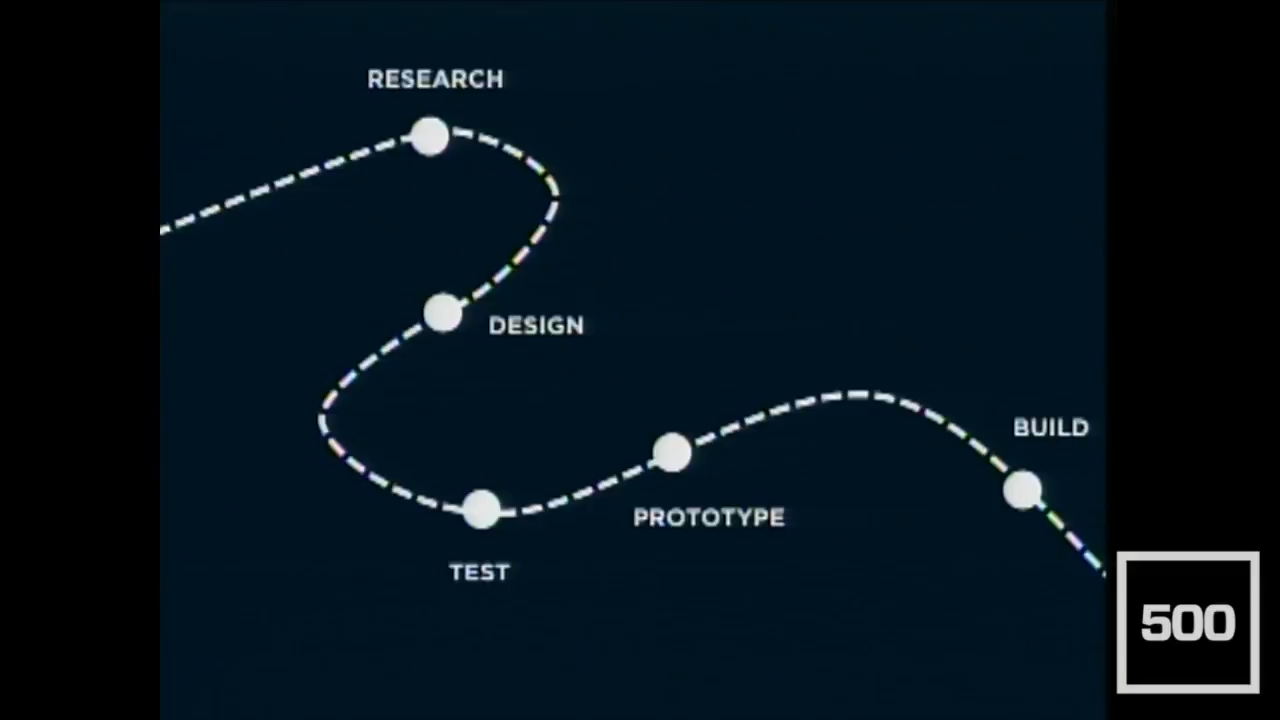 RESEARCH
DESIGN
TEST
PROTOTYPE
BUILD
500